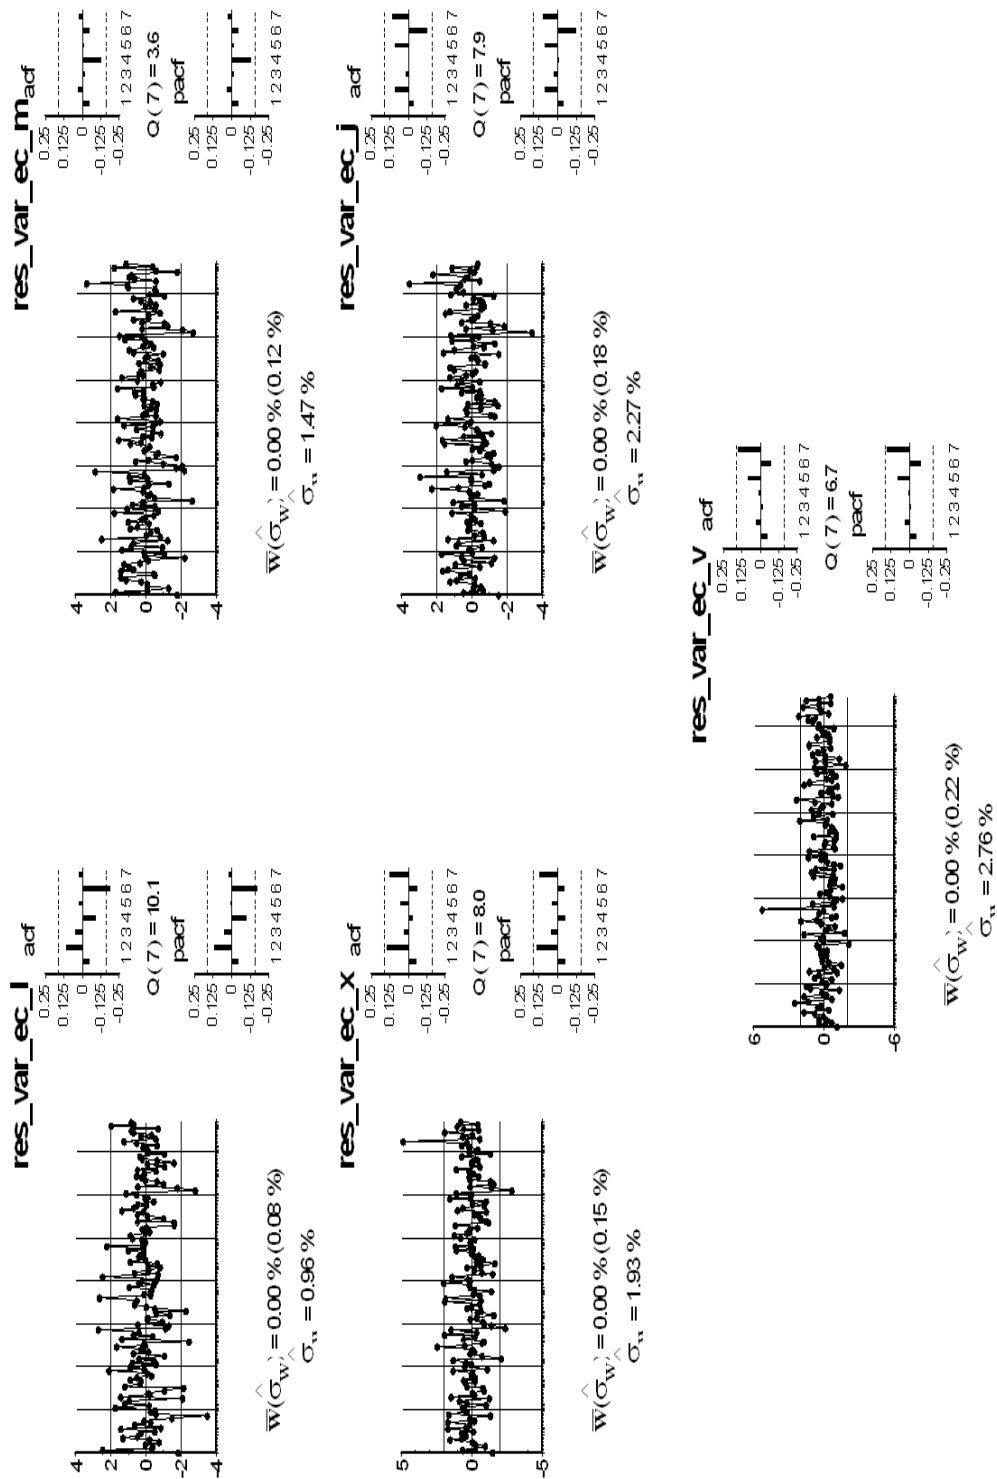 res_var_ec_l
acf
0.25
0.125
0
-0.125
-0.25
1 2 3 4 5 6 7
Q(7) = 10.1
pacf
0.25
0.125
0
-0.125
-0.25
1 2 3 4 5 6 7
4
2
0
-2
-4
w̅(σ̂w) = 0.00 % (0.08 %)
σ̂w = 0.96 %
res_var_ec_m
acf
0.25
0.125
0
-0.125
-0.25
1 2 3 4 5 6 7
Q(7) = 3.6
pacf
0.25
0.125
0
-0.125
-0.25
1 2 3 4 5 6 7
4
2
0
-2
-4
w̅(σ̂w) = 0.00 % (0.12 %)
σ̂w = 1.47 %
res_var_ec_x
acf
0.25
0.125
0
-0.125
-0.25
1 2 3 4 5 6 7
Q(7) = 8.0
pacf
0.25
0.125
0
-0.125
-0.25
1 2 3 4 5 6 7
5
0
-5
w̅(σ̂w) = 0.00 % (0.15 %)
σ̂w = 1.93 %
res_var_ec_j
acf
0.25
0.125
0
-0.125
-0.25
1 2 3 4 5 6 7
Q(7) = 7.9
pacf
0.25
0.125
0
-0.125
-0.25
1 2 3 4 5 6 7
4
2
0
-2
-4
w̅(σ̂w) = 0.00 % (0.18 %)
σ̂w = 2.27 %
res_var_ec_v
acf
0.25
0.125
0
-0.125
-0.25
1 2 3 4 5 6 7
Q(7) = 6.7
pacf
0.25
0.125
0
-0.125
-0.25
1 2 3 4 5 6 7
6
0
-6
w̅(σ̂w) = 0.00 % (0.22 %)
σ̂w = 2.76 %